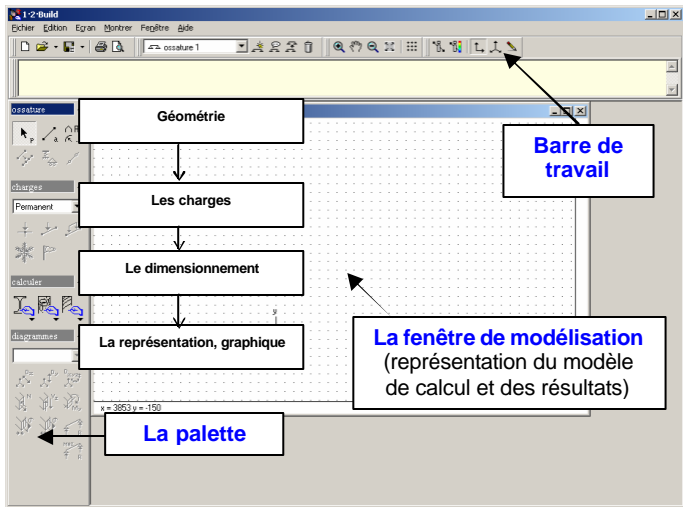 1·2·Build
Fichier Edition Ecran Montrer Fenêtre Aide
ossature 1
ossature
Géométrie
Barre de
travail
charges
Permanent
Les charges
Le dimensionnement
calculer
y
diagrammes
La représentation, graphique
La fenêtre de modélisation
(représentation du modèle
de calcul et des résultats)
x = 3853 y = -150
La palette